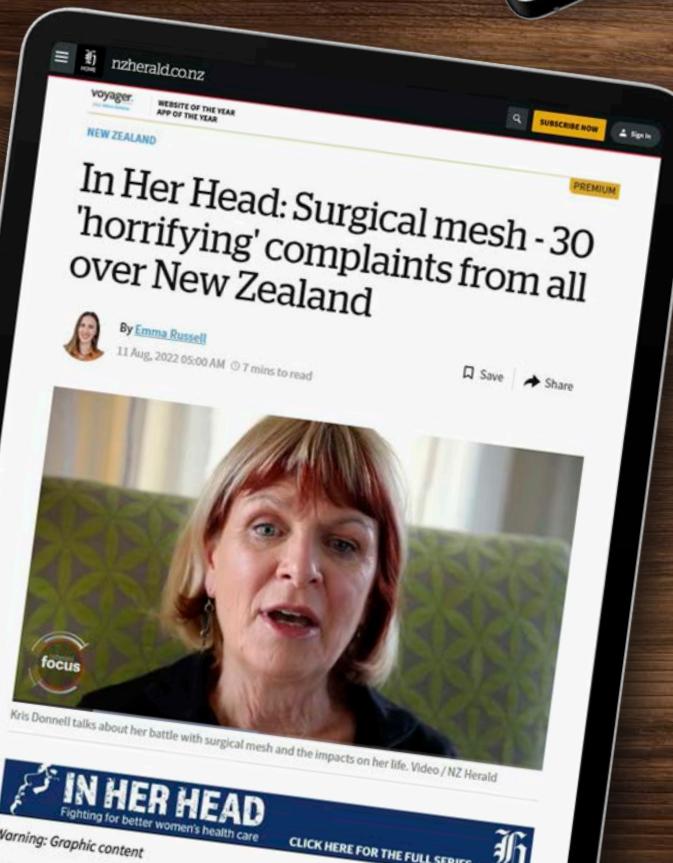 HOME
nzherald.co.nz
SUBSCRIBE NOW
Sign In
voyager.
WEBSITE OF THE YEAR
APP OF THE YEAR
NEW ZEALAND
PREMIUM
In Her Head: Surgical mesh - 30
'horrifying' complaints from all
over New Zealand
By Emma Russell
11 Aug, 2022 05:00 AM 7 mins to read
Save
Share
focus
Kris Donnell talks about her battle with surgical mesh and the impacts on her life. Video / NZ Herald
IN HER HEAD
Fighting for better women's health care
CLICK HERE FOR THE FULL SERIES
Warning: Graphic content